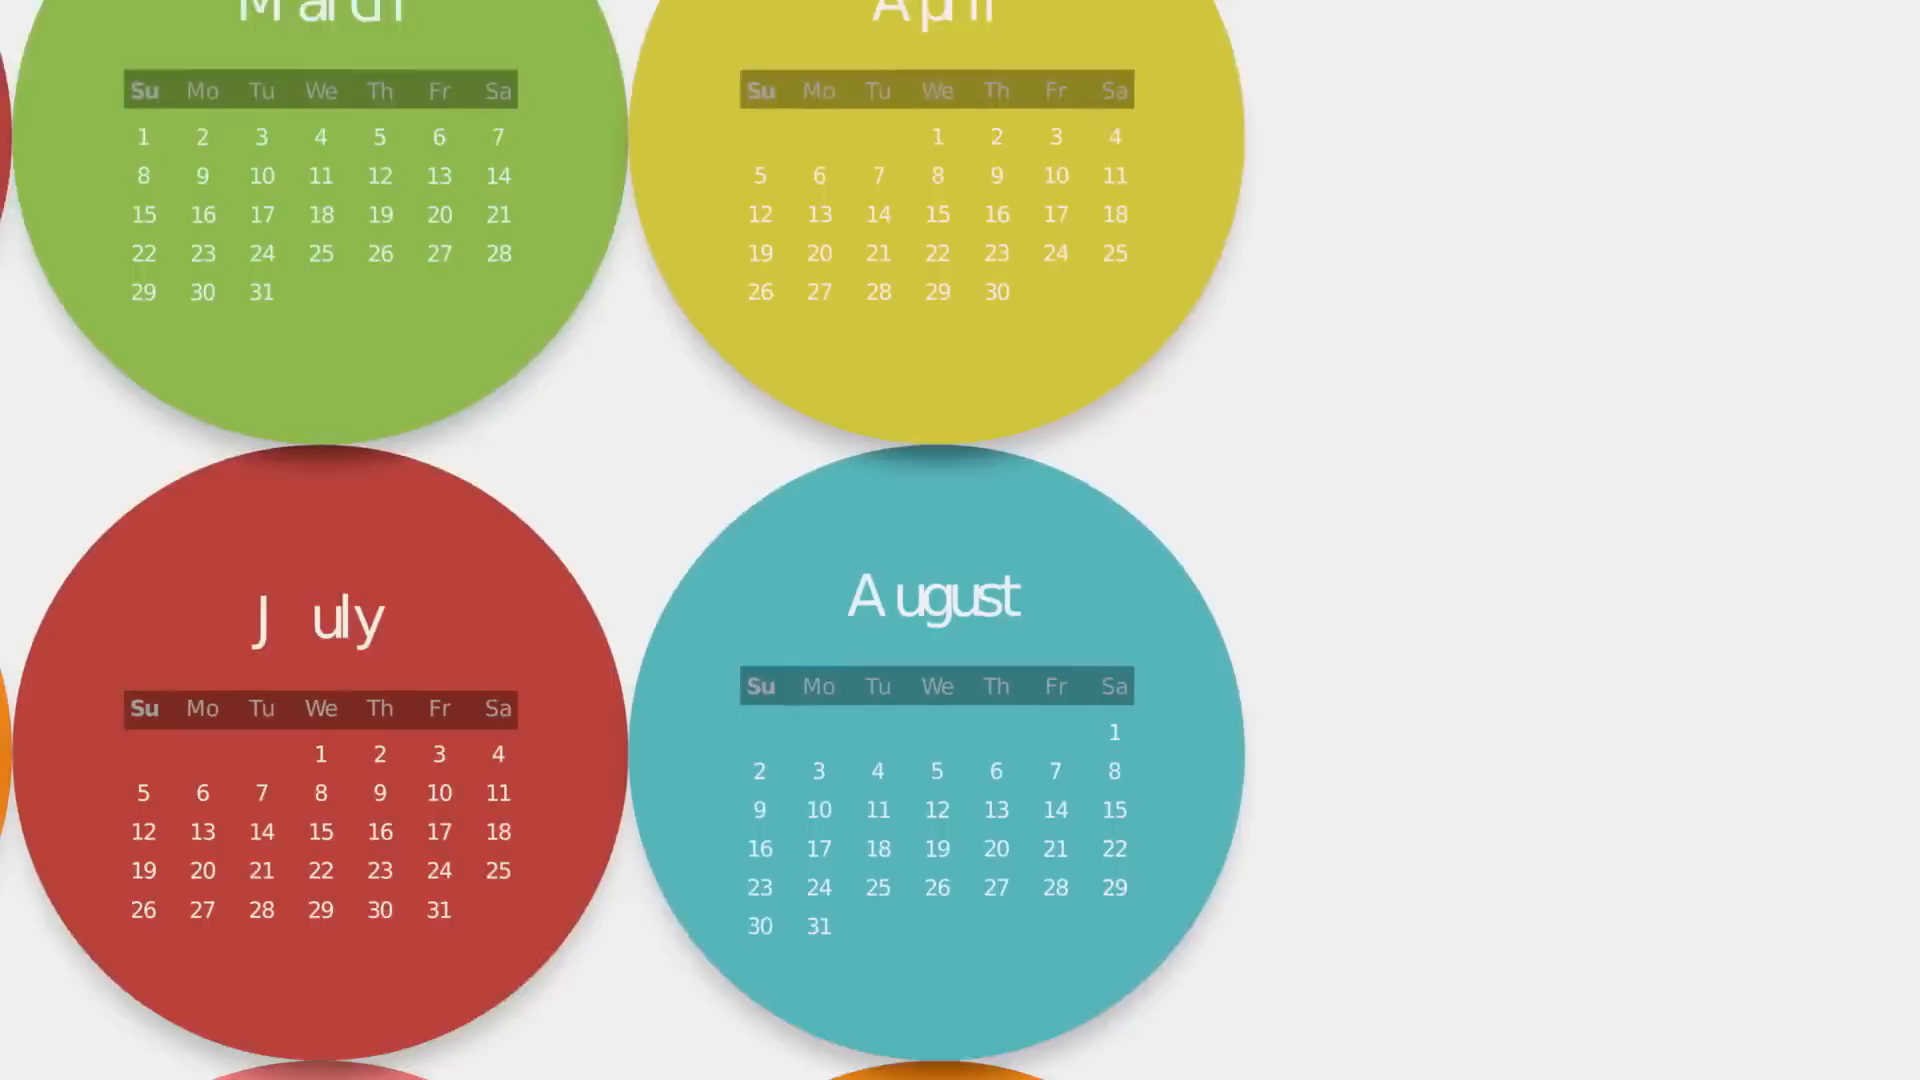 March
Su Mo Tu We Th Fr Sa
1 2 3 4 5 6 7
8 9 10 11 12 13 14
15 16 17 18 19 20 21
22 23 24 25 26 27 28
29 30 31
April
Su Mo Tu We Th Fr Sa
1 2 3 4
5 6 7 8 9 10 11
12 13 14 15 16 17 18
19 20 21 22 23 24 25
26 27 28 29 30
July
Su Mo Tu We Th Fr Sa
1 2 3 4
5 6 7 8 9 10 11
12 13 14 15 16 17 18
19 20 21 22 23 24 25
26 27 28 29 30 31
August
Su Mo Tu We Th Fr Sa
1
2 3 4 5 6 7 8
9 10 11 12 13 14 15
16 17 18 19 20 21 22
23 24 25 26 27 28 29
30 31